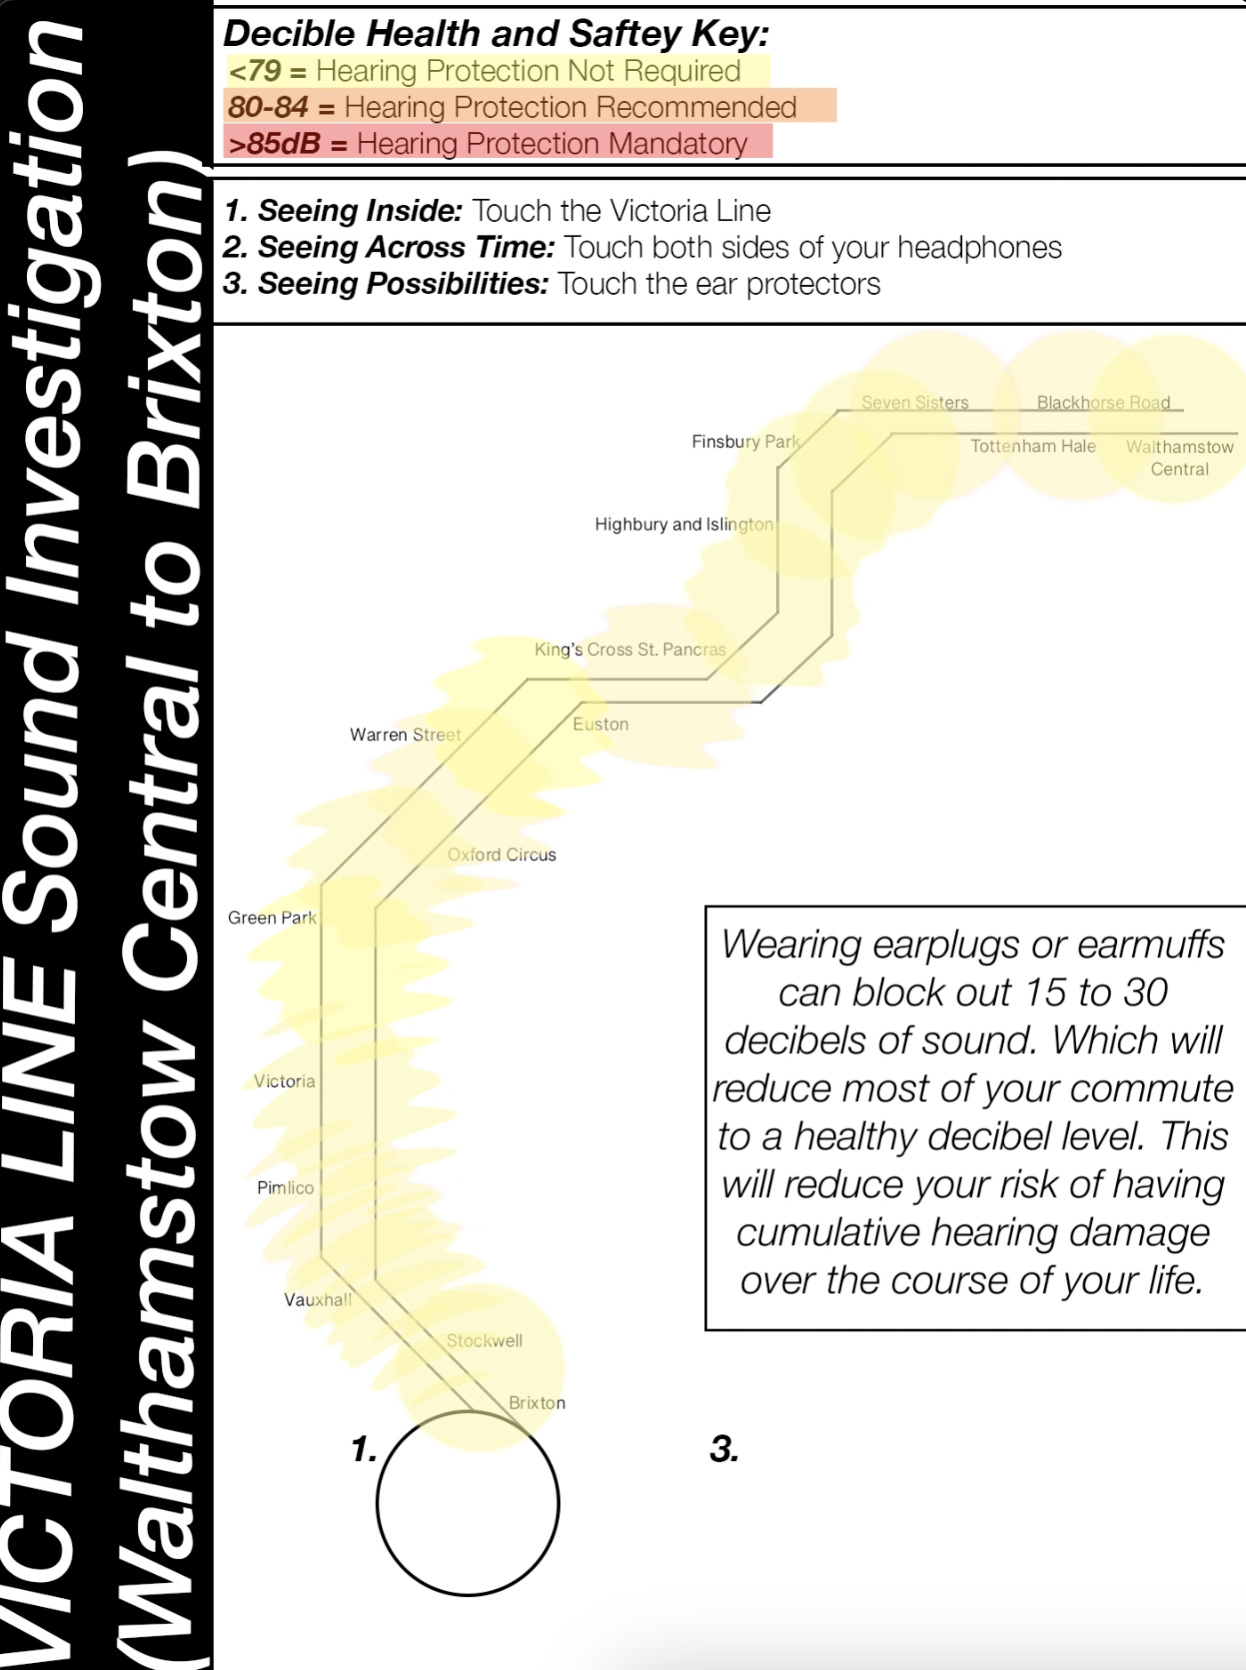 VICTORIA LINE Sound Investigation
(Walthamstow Central to Brixton)
Decible Health and Saftey Key:
<79 = Hearing Protection Not Required
80-84 = Hearing Protection Recommended
>85dB = Hearing Protection Mandatory
1. Seeing Inside: Touch the Victoria Line
2. Seeing Across Time: Touch both sides of your headphones
3. Seeing Possibilities: Touch the ear protectors
Seven Sisters
Blackhorse Road
Finsbury Park
Tottenham Hale
Walthamstow
Central
Highbury and Islington
King's Cross St. Pancras
Euston
Warren Street
Oxford Circus
Green Park
Victoria
Pimlico
Vauxhall
Stockwell
Brixton
Wearing earplugs or earmuffs
can block out 15 to 30
decibels of sound. Which will
reduce most of your commute
to a healthy decibel level. This
will reduce your risk of having
cumulative hearing damage
over the course of your life.
1.
3.